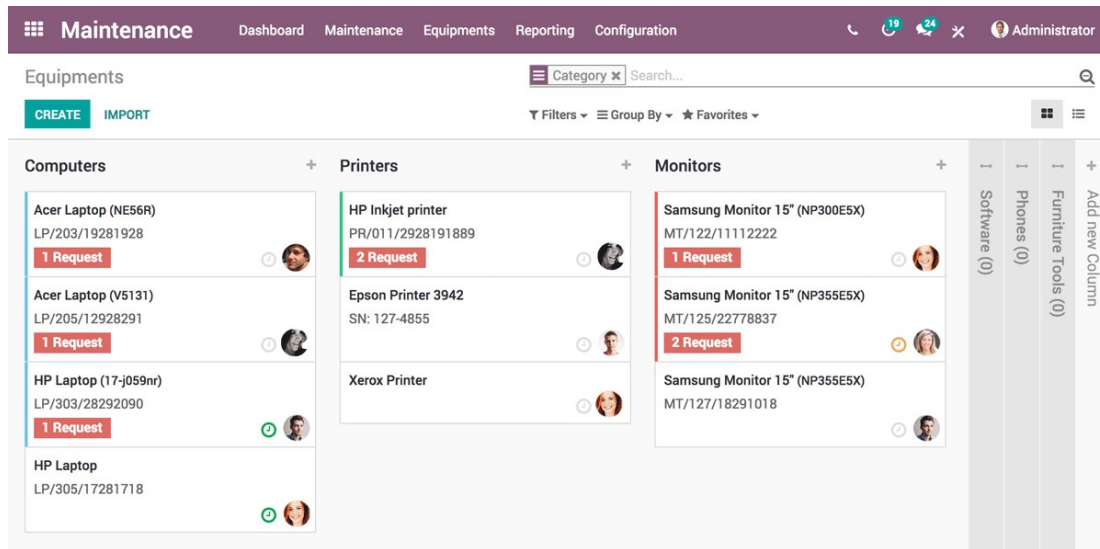 Maintenance Dashboard Maintenance Equipments Reporting Configuration 19 24 Administrator
Equipments
Category Search...
CREATE IMPORT
Filters Group By Favorites
Computers
Acer Laptop (NE56R)
LP/203/19281928
1 Request
Acer Laptop (V5131)
LP/205/12928291
1 Request
HP Laptop (17-j059nr)
LP/303/28292090
1 Request
HP Laptop
LP/305/17281718
Printers
HP Inkjet printer
PR/011/2928191889
2 Request
Epson Printer 3942
SN: 127-4855
Xerox Printer
Monitors
Samsung Monitor 15" (NP300E5X)
MT/122/11112222
1 Request
Samsung Monitor 15" (NP355E5X)
MT/125/22778837
2 Request
Samsung Monitor 15" (NP355E5X)
MT/127/18291018
Software (0)
Phones (0)
Furniture Tools (0)
Add new Column